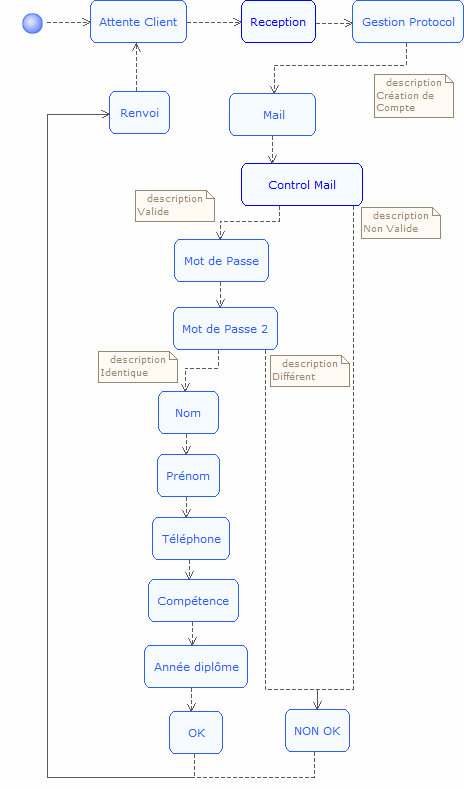 Attente Client
Reception
Gestion Protocol
description
Création de
Compte
Renvoi
Mail
Control Mail
description
Valide
description
Non Valide
Mot de Passe
Mot de Passe 2
description
Identique
description
Différent
Nom
Prénom
Téléphone
Compétence
Année diplôme
OK
NON OK